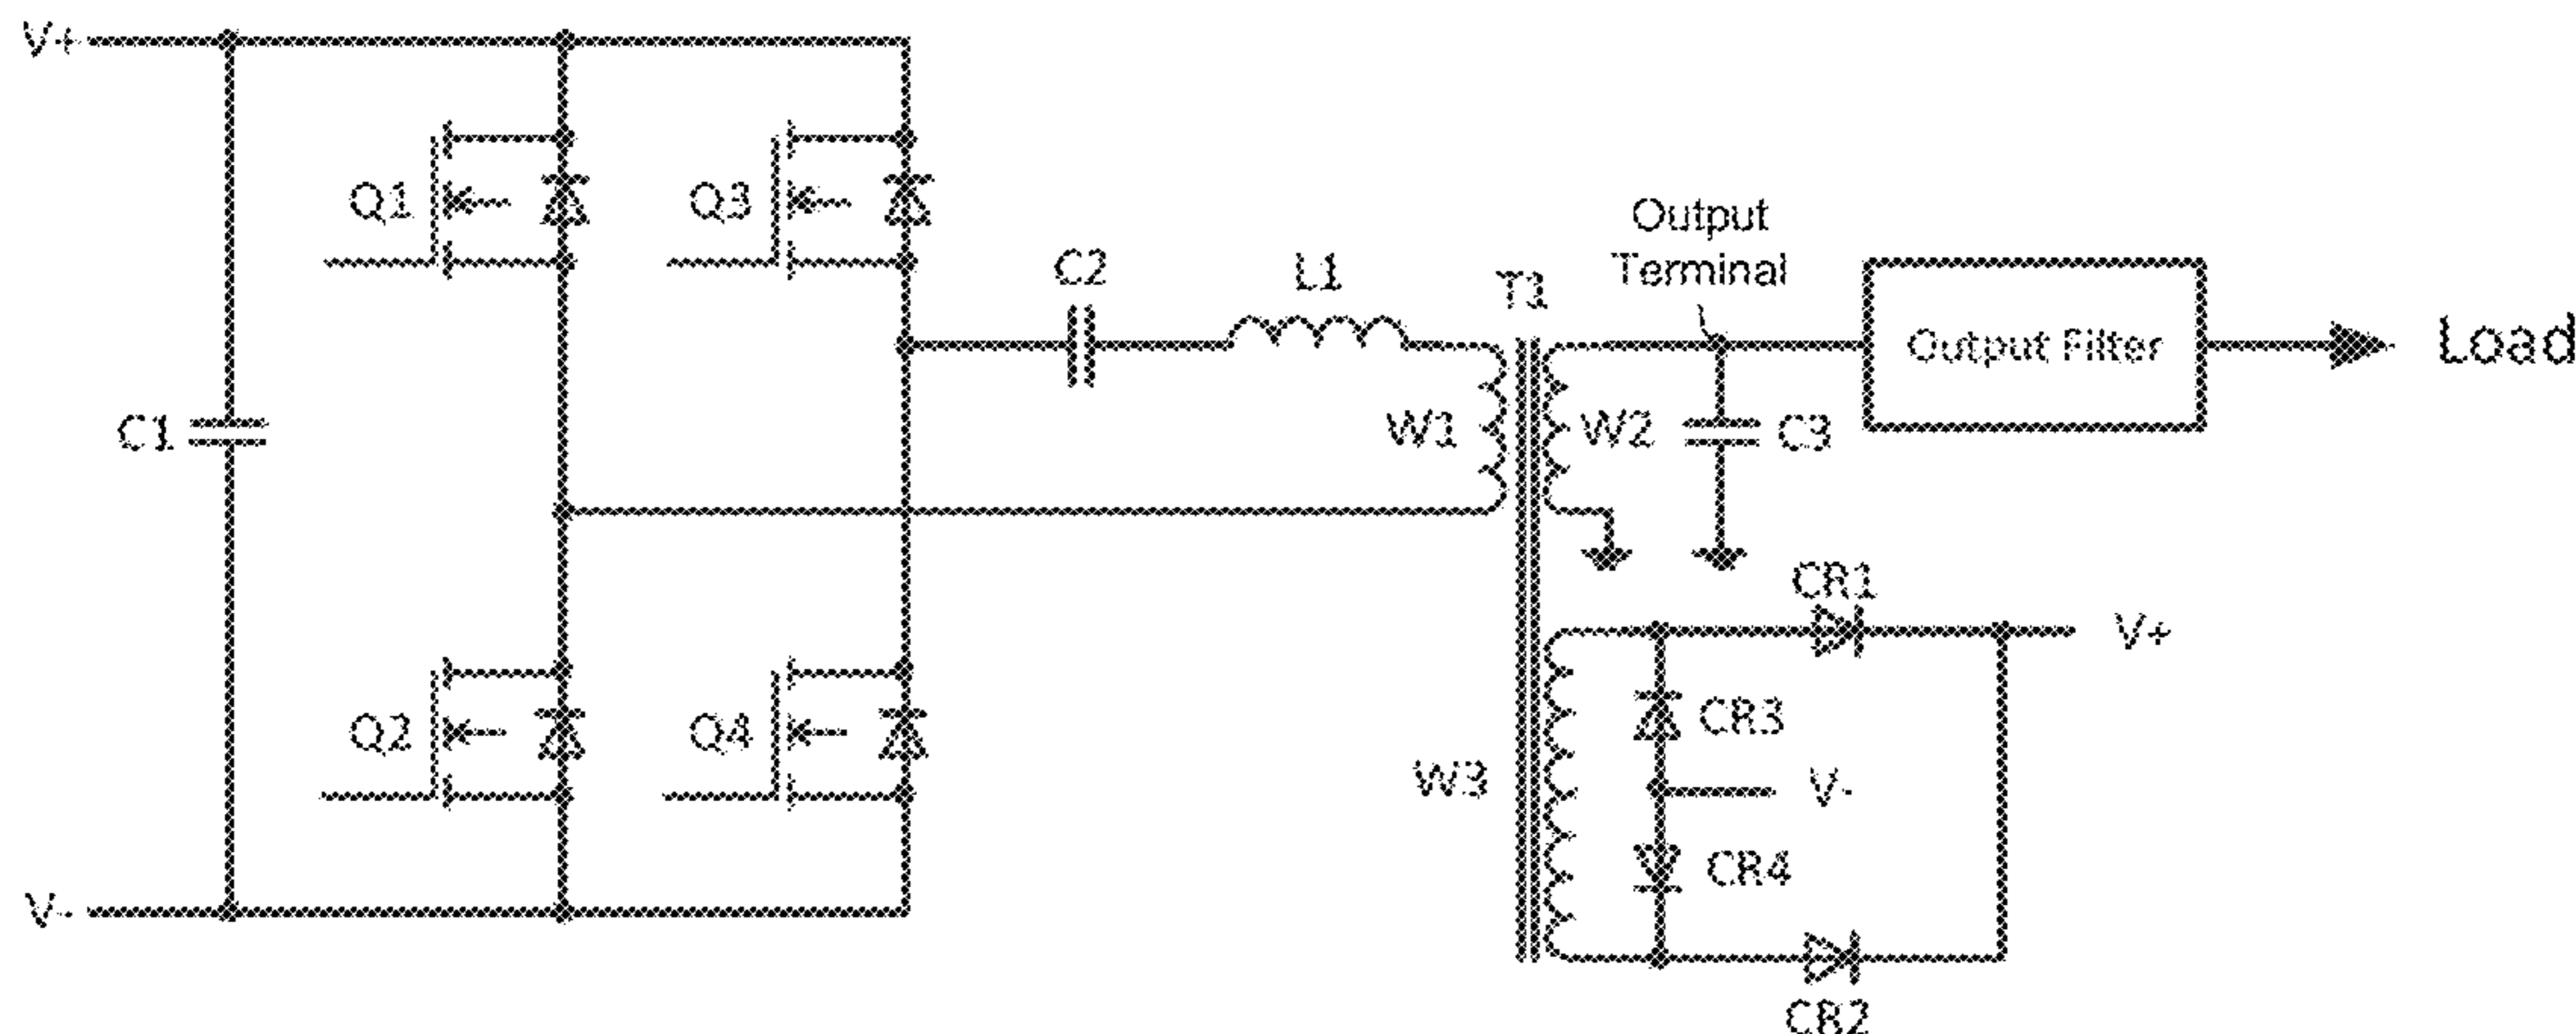 V+
Q1
Q3
C2
L1
T1
Output
Terminal
Output Filter
Load
C1
W1
W2
C3
CR1
V+
Q2
Q4
W3
CR3
V-
CR4
V-
CR2